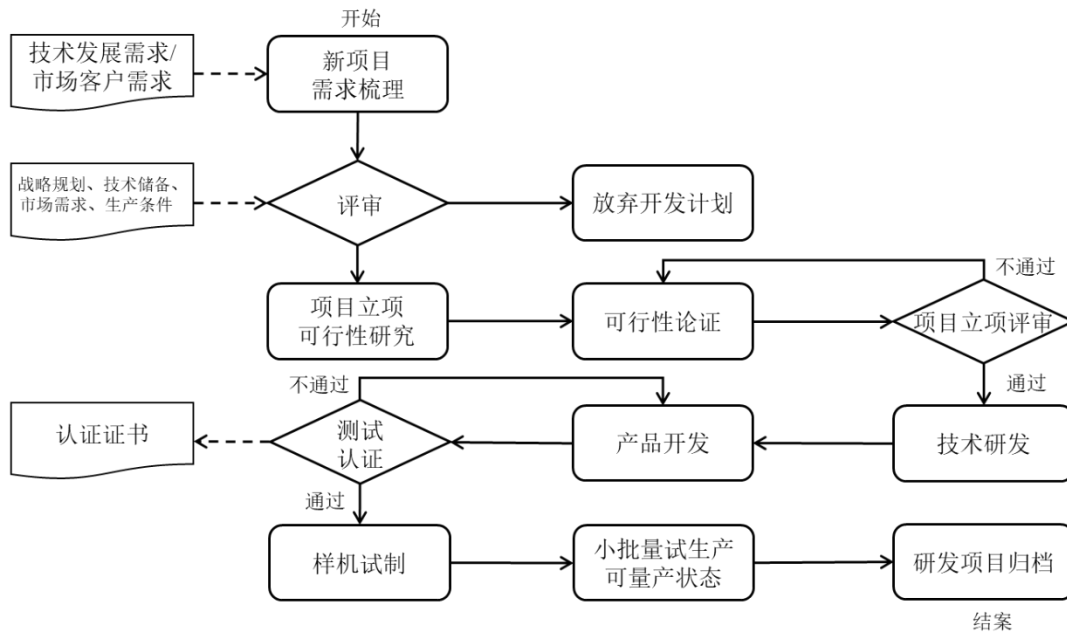 开始
技术发展需求/
市场客户需求
新项目
需求梳理
战略规划、技术储备、
市场需求、生产条件
评审
放弃开发计划
不通过
项目立项
可行性研究
可行性论证
项目立项评审
不通过
通过
认证证书
测试
认证
产品开发
技术研发
通过
样机试制
小批量试生产
可量产状态
研发项目归档
结案